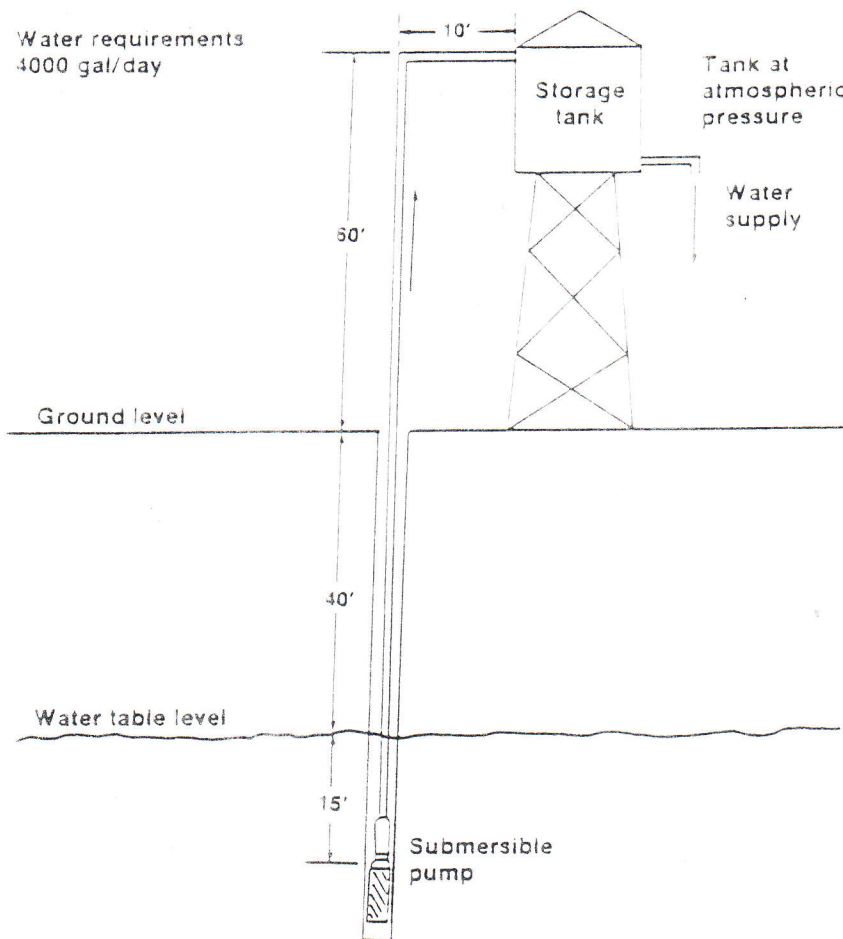 10'
Water requirements
4000 gal/day
Storage
tank
Tank at
atmospheric
pressure
Water
supply
60'
Ground level
40'
Water table level
15'
Submersible
pump